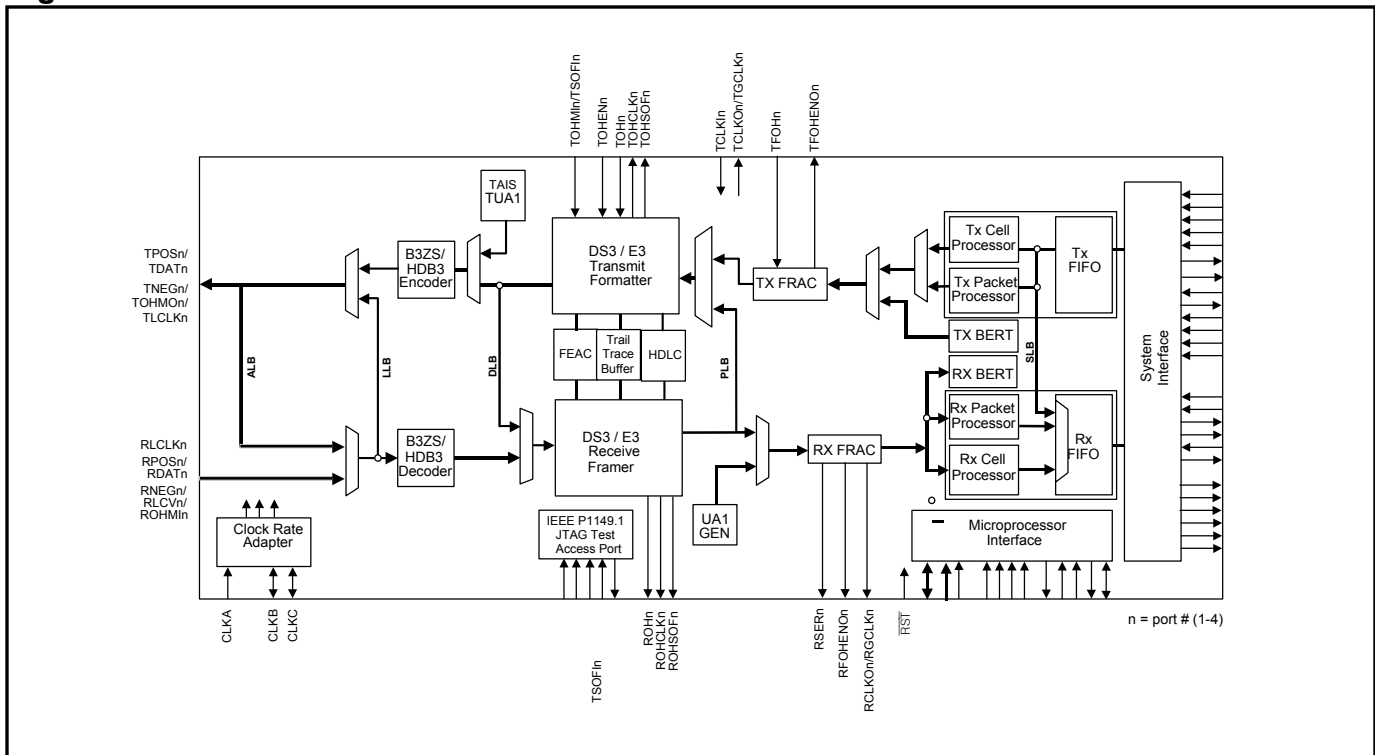 TOHMIn/TSOFIn
TOHENn
TOHn
TOHCLKn
TOHSOFn
TCLKIn
TCLKOn/TGCLKn
TFOHn
TFOHENOn
TAIS
TUA1
TPOSn/
TDATn
TNEGn/
TOHMOn/
TLCLKn
B3ZS/
HDB3
Encoder
DS3 / E3
Transmit
Formatter
TX FRAC
Tx Cell
Processor
Tx Packet
Processor
Tx
FIFO
TX BERT
System
Interface
ALB
LLB
DLB
FEAC
Trail
Trace
Buffer
HDLC
PLB
SLB
RX BERT
RLCLKn
RPOSn/
RDATn
RNEGn/
RLCVn/
ROHMIn
B3ZS/
HDB3
Decoder
DS3 / E3
Receive
Framer
RX FRAC
Rx Packet
Processor
Rx Cell
Processor
Rx
FIFO
UA1
GEN
Clock Rate
Adapter
IEEE P1149.1
JTAG Test
Access Port
Microprocessor
Interface
CLKA
CLKB
CLKC
TSOFIn
ROHn
ROHCLKn
ROHSOFn
RSERn
RFOHENOn
RCLKOn/RGCLKn
RST
n = port # (1-4)